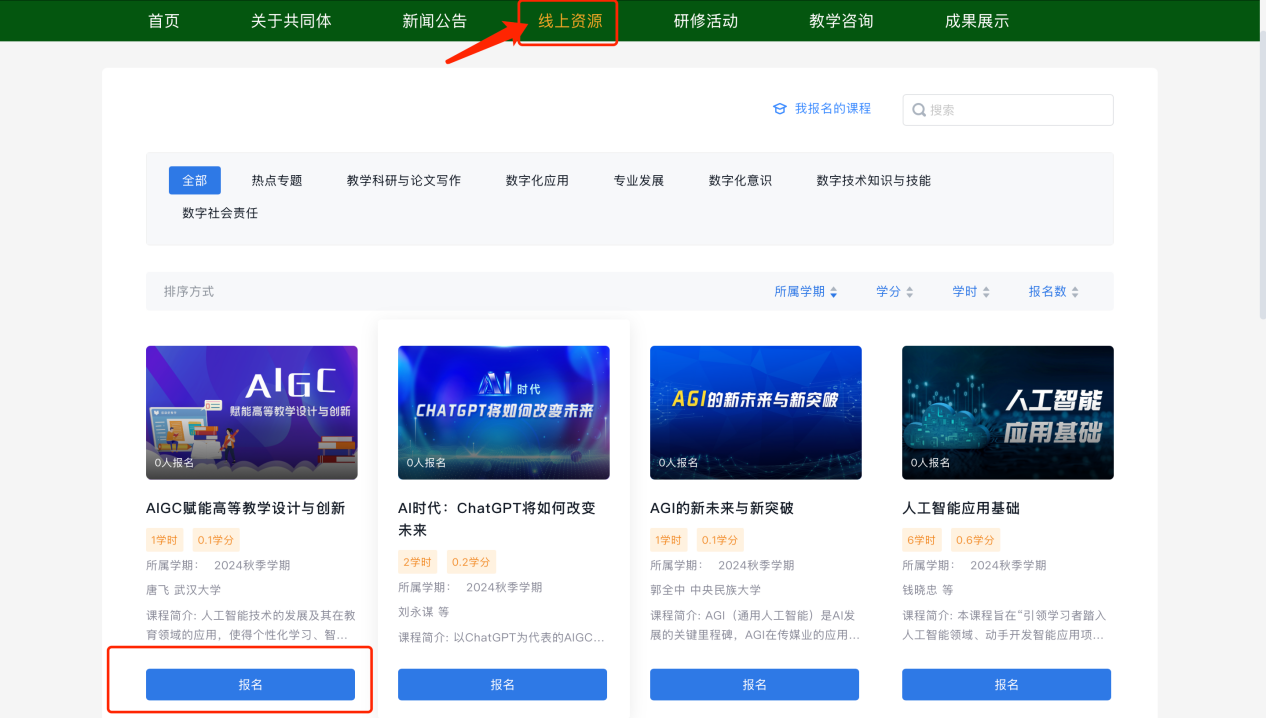 首页 关于共同体 新闻公告 线上资源 研修活动 教学咨询 成果展示
我报名的课程 搜索
全部 热点专题 教学科研与论文写作 数字化应用 专业发展 数字化意识 数字技术知识与技能
数字社会责任
排序方式 所属学期 学分 学时 报名数
AIGC
赋能高等教学设计与创新
0人报名
AIGC赋能高等教学设计与创新
1学时 0.1学分
所属学期： 2024秋季学期
唐飞 武汉大学
课程简介: 人工智能技术的发展及其在教
育领域的应用，使得个性化学习、智...
报名
AI时代
CHATGPT将如何改变未来
0人报名
AI时代：ChatGPT将如何改变
未来
2学时 0.2学分
所属学期： 2024秋季学期
刘永谋 等
课程简介: 以ChatGPT为代表的AIGC...
报名
AGI的新未来与新突破
0人报名
AGI的新未来与新突破
1学时 0.1学分
所属学期： 2024秋季学期
郭全中 中央民族大学
课程简介: AGI（通用人工智能）是AI发
展的关键里程碑，AGI在传媒业的应用...
报名
人工智能
应用基础
0人报名
人工智能应用基础
6学时 0.6学分
所属学期： 2024秋季学期
钱晓忠 等
课程简介: 本课程旨在“引领学习者踏入
人工智能领域、动手开发智能应用项...
报名